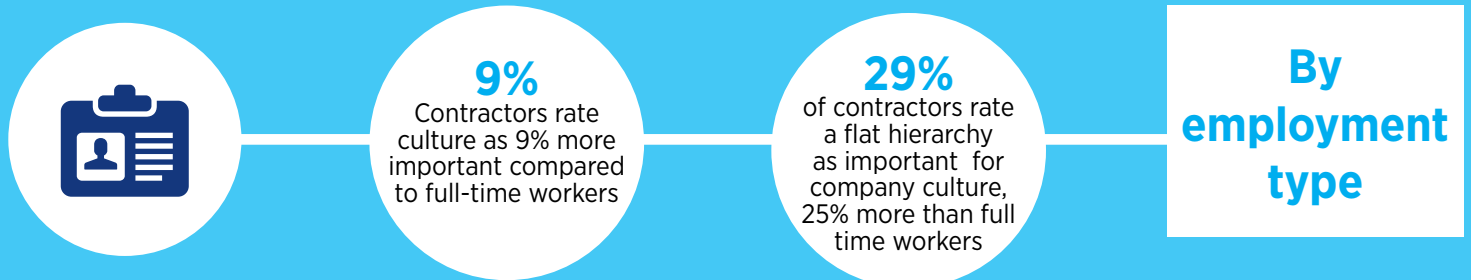 9%
Contractors rate
culture as 9% more
important compared
to full-time workers
29%
of contractors rate
a flat hierarchy
as important  for
company culture,
25% more than full
time workers
By
employment
type